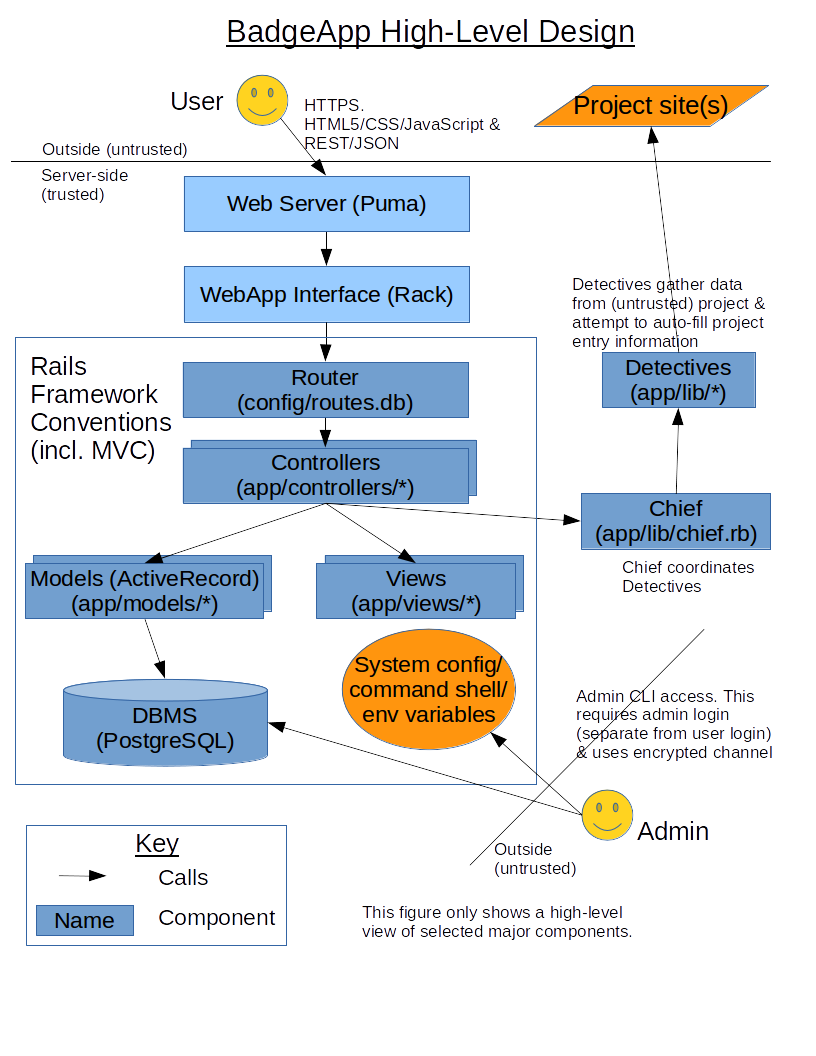 BadgeApp High-Level Design
User
HTTPS.
HTML5/CSS/JavaScript &
REST/JSON
Project site(s)
Outside (untrusted)
Server-side
(trusted)
Web Server (Puma)
WebApp Interface (Rack)
Detectives gather data
from (untrusted) project &
attempt to auto-fill project
entry information
Rails
Framework
Conventions
(incl. MVC)
Router
(config/routes.db)
Detectives
(app/lib/*)
Controllers
(app/controllers/*)
Chief
(app/lib/chief.rb)
Chief coordinates
Detectives
Models (ActiveRecord)
(app/models/*)
Views
(app/views/*)
System config/
command shell/
env variables
DBMS
(PostgreSQL)
Admin CLI access. This
requires admin login
(separate from user login)
& uses encrypted channel
Admin
Outside
(untrusted)
Key
Calls
Name
Component
This figure only shows a high-level
view of selected major components.